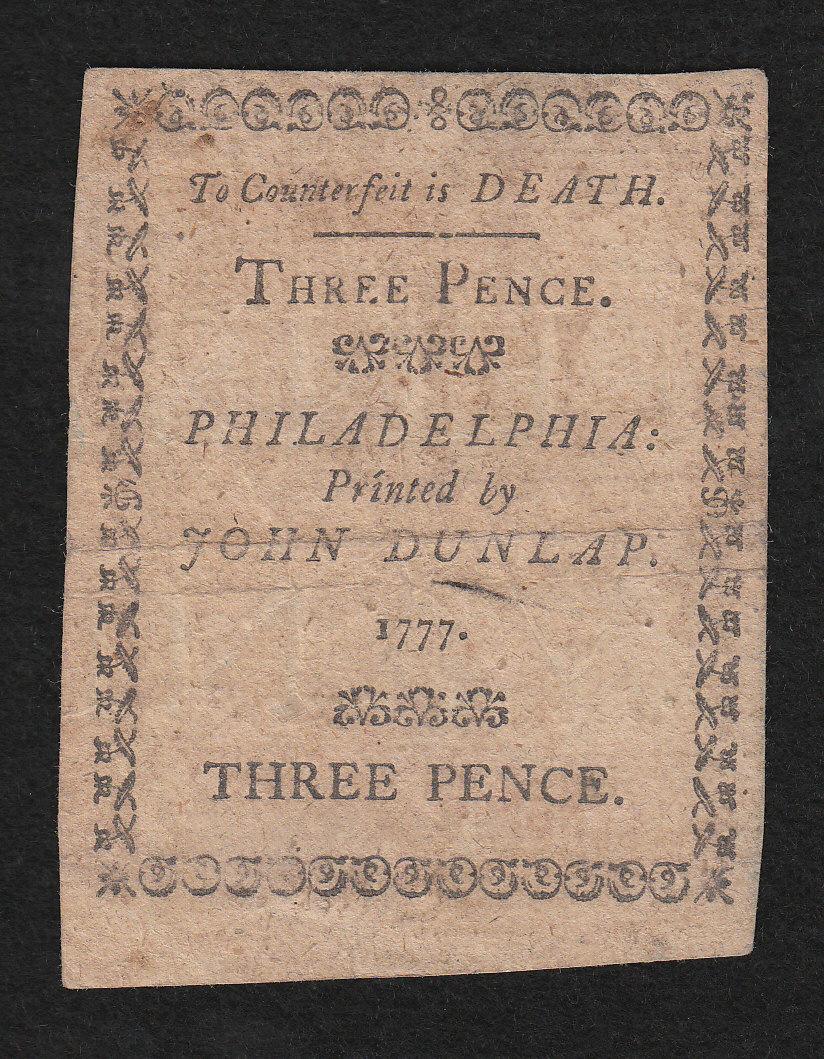 To Counterfeit is DEATH.
THREE PENCE.
PHILADELPHIA:
Printed by
JOHN DUNLAP.
1777.
THREE PENCE.